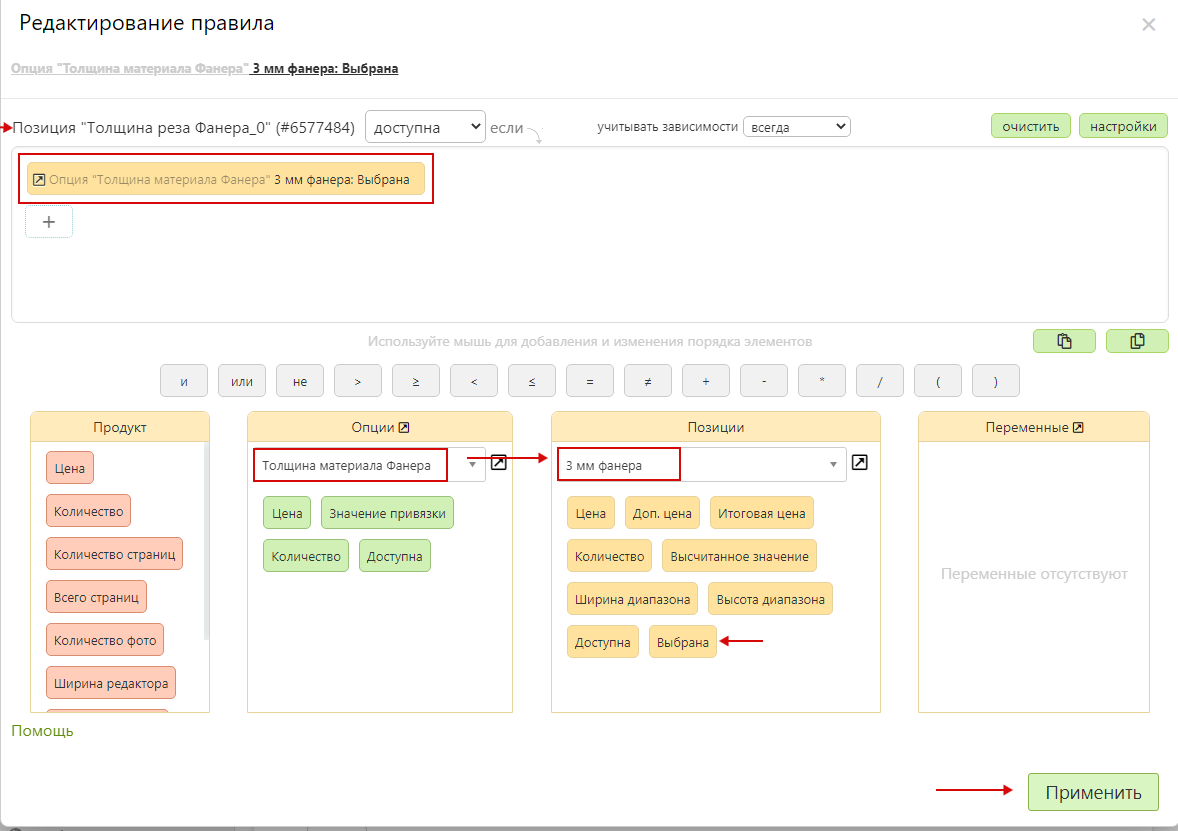 Редактирование правила
Опция "Толщина материала Фанера" 3 мм фанера: Выбрана
Позиция "Толщина реза Фанера_0" (#6577484) доступна если учитывать зависимости всегда очистить настройки
Опция "Толщина материала Фанера" 3 мм фанера: Выбрана
+
Используйте мышь для добавления и изменения порядка элементов
и или не > ≥ < ≤ = ≠ + - * / ( )
Продукт Опции Позиции Переменные
Толщина материала Фанера 3 мм фанера
Цена
Количество
Количество страниц
Всего страниц
Количество фото
Ширина редактора
Цена Значение привязки
Количество Доступна
Цена Доп. цена Итоговая цена
Количество Высчитанное значение
Ширина диапазона Высота диапазона
Доступна Выбрана
Переменные отсутствуют
Помощь
Применить